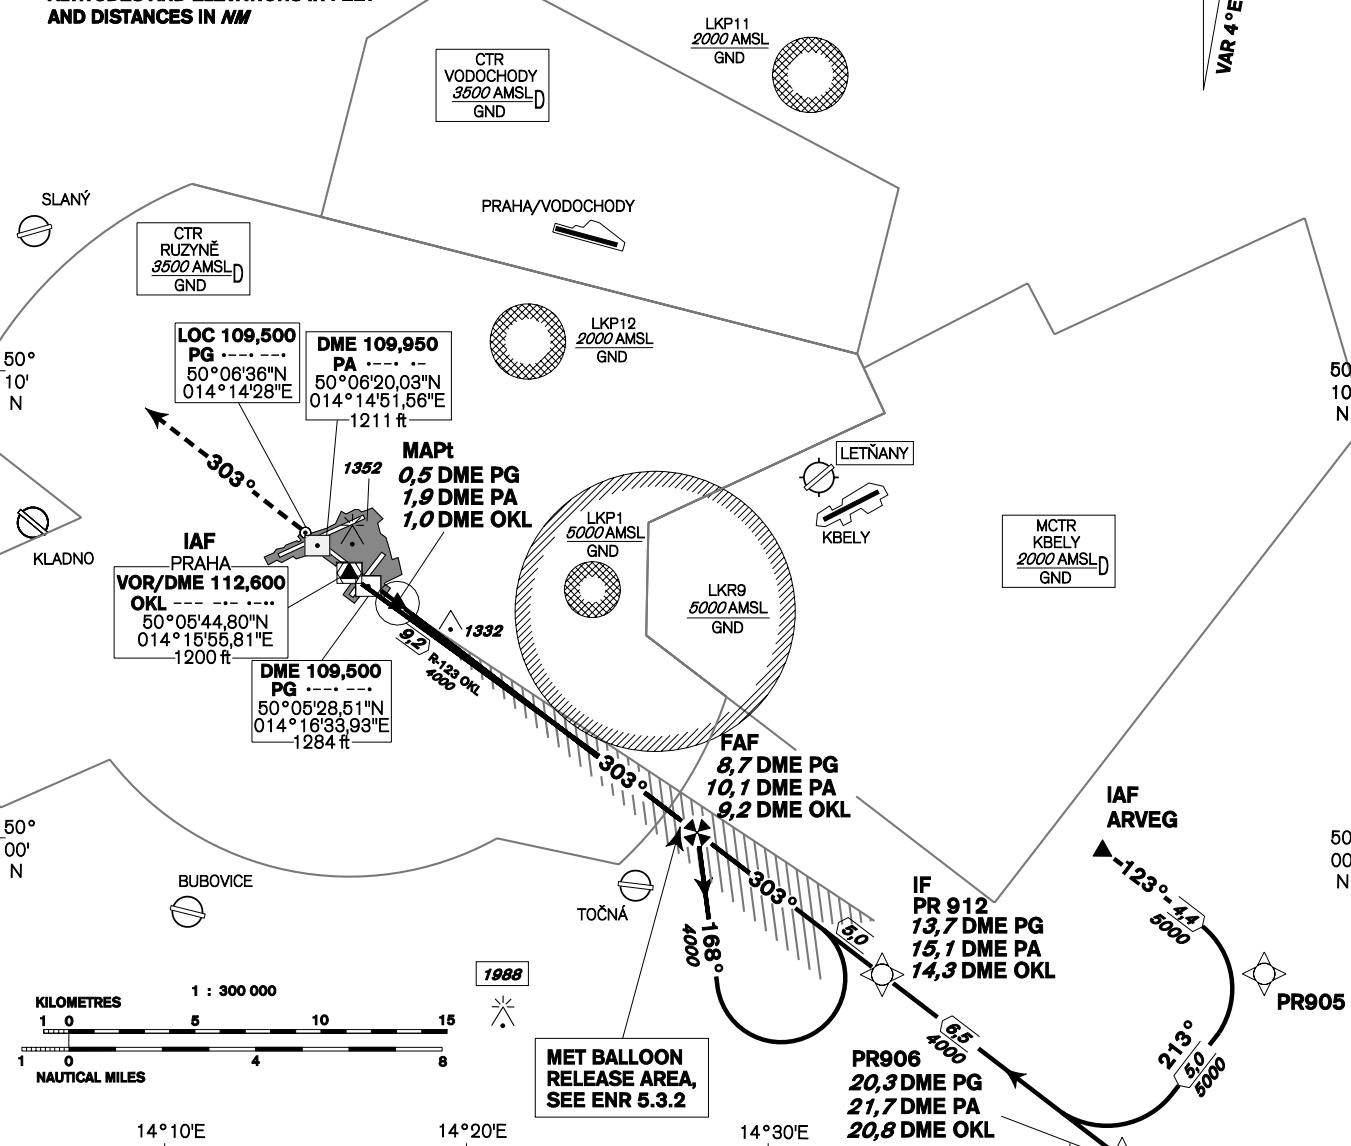 AND DISTANCES IN NM
VAR 4°E
LKP11
2000 AMSL
GND
CTR
VODOCHODY
3500 AMSL D
GND
SLANÝ
PRAHA/VODOCHODY
CTR
RUZYNĚ
3500 AMSL D
GND
LKP12
2000 AMSL
GND
LOC 109,500
PG ·--· --·
50°06'36"N
014°14'28"E
DME 109,950
PA ·--· ·-
50°06'20,03"N
014°14'51,56"E
1211 ft
50°
10'
N
50
10
N
303°
1352
MAPt
0,5 DME PG
1,9 DME PA
1,0 DME OKL
LETŇANY
KBELY
LKP1
5000 AMSL
GND
MCTR
KBELY
2000 AMSL D
GND
KLADNO
IAF
PRAHA
VOR/DME 112,600
OKL --- -·- ·-··
50°05'44,80"N
014°15'55,81"E
1200 ft
LKR9
5000 AMSL
GND
1332
9,2
R-123 OKL
4000
DME 109,500
PG ·--· --·
50°05'28,51"N
014°16'33,93"E
1284 ft
303°
FAF
8,7 DME PG
10,1 DME PA
9,2 DME OKL
IAF
ARVEG
50°
00'
N
50
00
N
BUBOVICE
TOČNÁ
303°
123°
4,4
5000
168°
4000
5,0
IF
PR 912
13,7 DME PG
15,1 DME PA
14,3 DME OKL
PR905
1988
1 : 300 000
KILOMETRES
1 0 5 10 15
1 0 4 8
NAUTICAL MILES
6,5
4000
213°
5,0
5000
MET BALLOON
RELEASE AREA,
SEE ENR 5.3.2
PR906
20,3 DME PG
21,7 DME PA
20,8 DME OKL
14°10'E
14°20'E
14°30'E